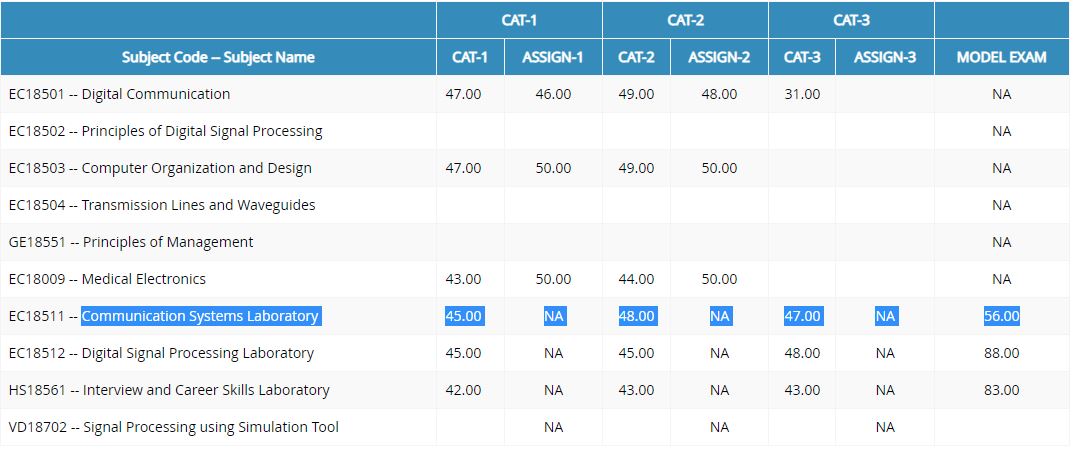 CAT-1 CAT-2 CAT-3
Subject Code -- Subject Name CAT-1 ASSIGN-1 CAT-2 ASSIGN-2 CAT-3 ASSIGN-3 MODEL EXAM
EC18501 -- Digital Communication 47.00 46.00 49.00 48.00 31.00 NA
EC18502 -- Principles of Digital Signal Processing NA
EC18503 -- Computer Organization and Design 47.00 50.00 49.00 50.00 NA
EC18504 -- Transmission Lines and Waveguides NA
GE18551 -- Principles of Management NA
EC18009 -- Medical Electronics 43.00 50.00 44.00 50.00 NA
EC18511 -- Communication Systems Laboratory 45.00 NA 48.00 NA 47.00 NA 56.00
EC18512 -- Digital Signal Processing Laboratory 45.00 NA 45.00 NA 48.00 NA 88.00
HS18561 -- Interview and Career Skills Laboratory 42.00 NA 43.00 NA 43.00 NA 83.00
VD18702 -- Signal Processing using Simulation Tool NA NA NA